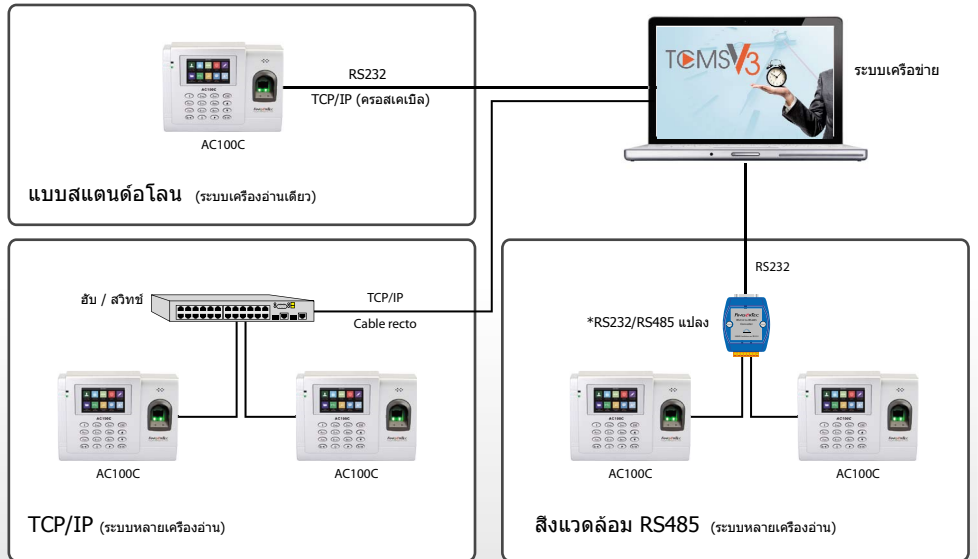 RS232
TCP/IP (ครอสเคเบิล)
AC100C
AC100C
แบบสแตนด์อโลน (ระบบเครื่องอ่านเดียว)
TCMSV3
ระบบเครือข่าย
ฮับ / สวิทช์
TCP/IP
Cable recto
AC100C
AC100C
AC100C
AC100C
TCP/IP (ระบบหลายเครื่องอ่าน)
RS232
*RS232/RS485 แปลง
FingerTec
AC100C
AC100C
AC100C
AC100C
สิ่งแวดล้อม RS485 (ระบบหลายเครื่องอ่าน)